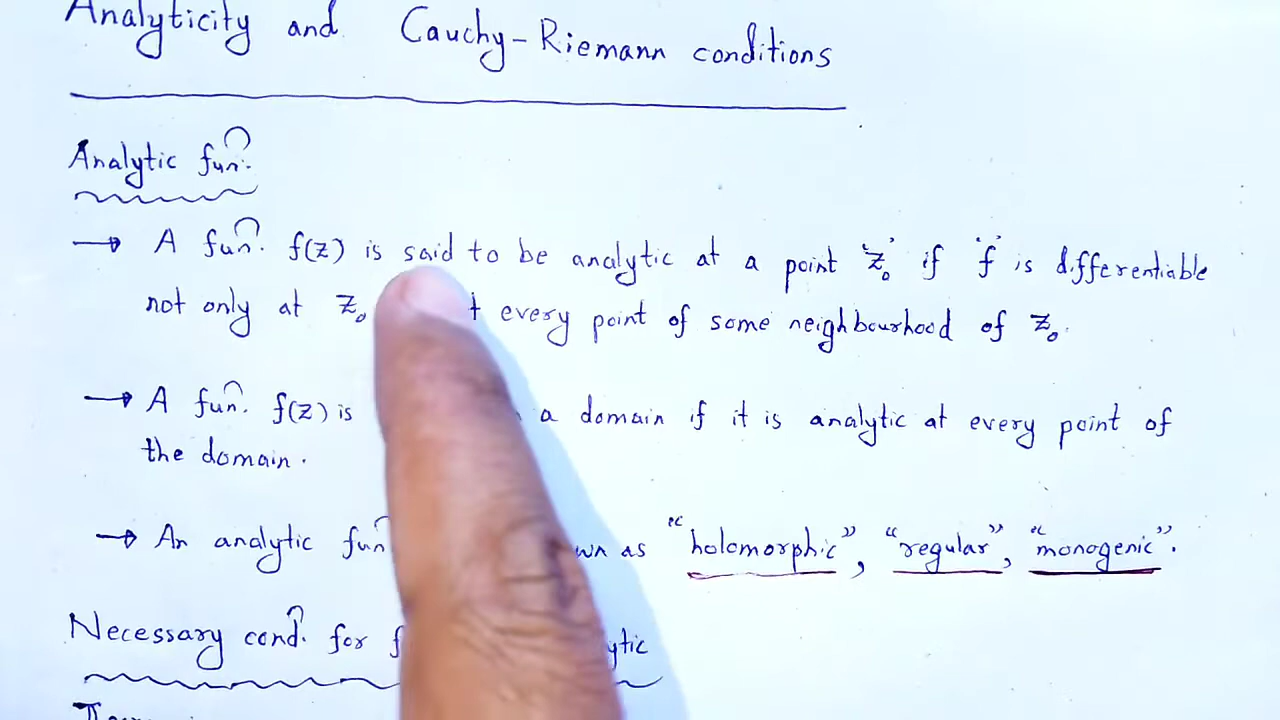 Analyticity and Cauchy-Riemann conditions
Analytic fun.
→ A fun. f(z) is said to be analytic at a point 'z₀' if 'f' is differentiable
not only at z₀ every point of some neighbourhood of z₀.
→ A fun. f(z) is a domain if it is analytic at every point of
the domain.
→ An analytic fun as "holomorphic", "regular", "monogenic".
Necessary cond. for f